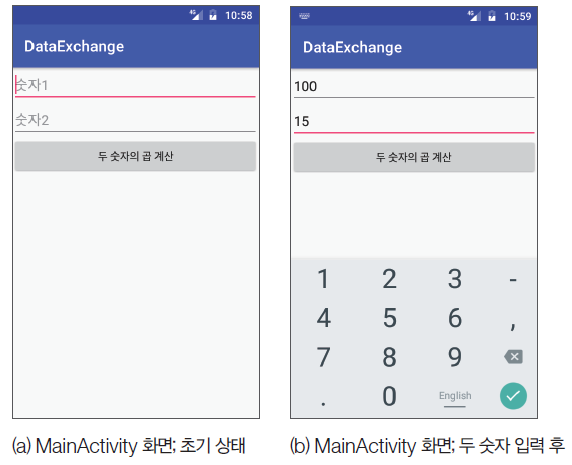 4G 10:58
DataExchange
숫자1
숫자2
두 숫자의 곱 계산
(a) MainActivity 화면; 초기 상태
4G 10:59
DataExchange
100
15
두 숫자의 곱 계산
1 2 3 -
4 5 6 ,
7 8 9
. 0 English
(b) MainActivity 화면; 두 숫자 입력 후